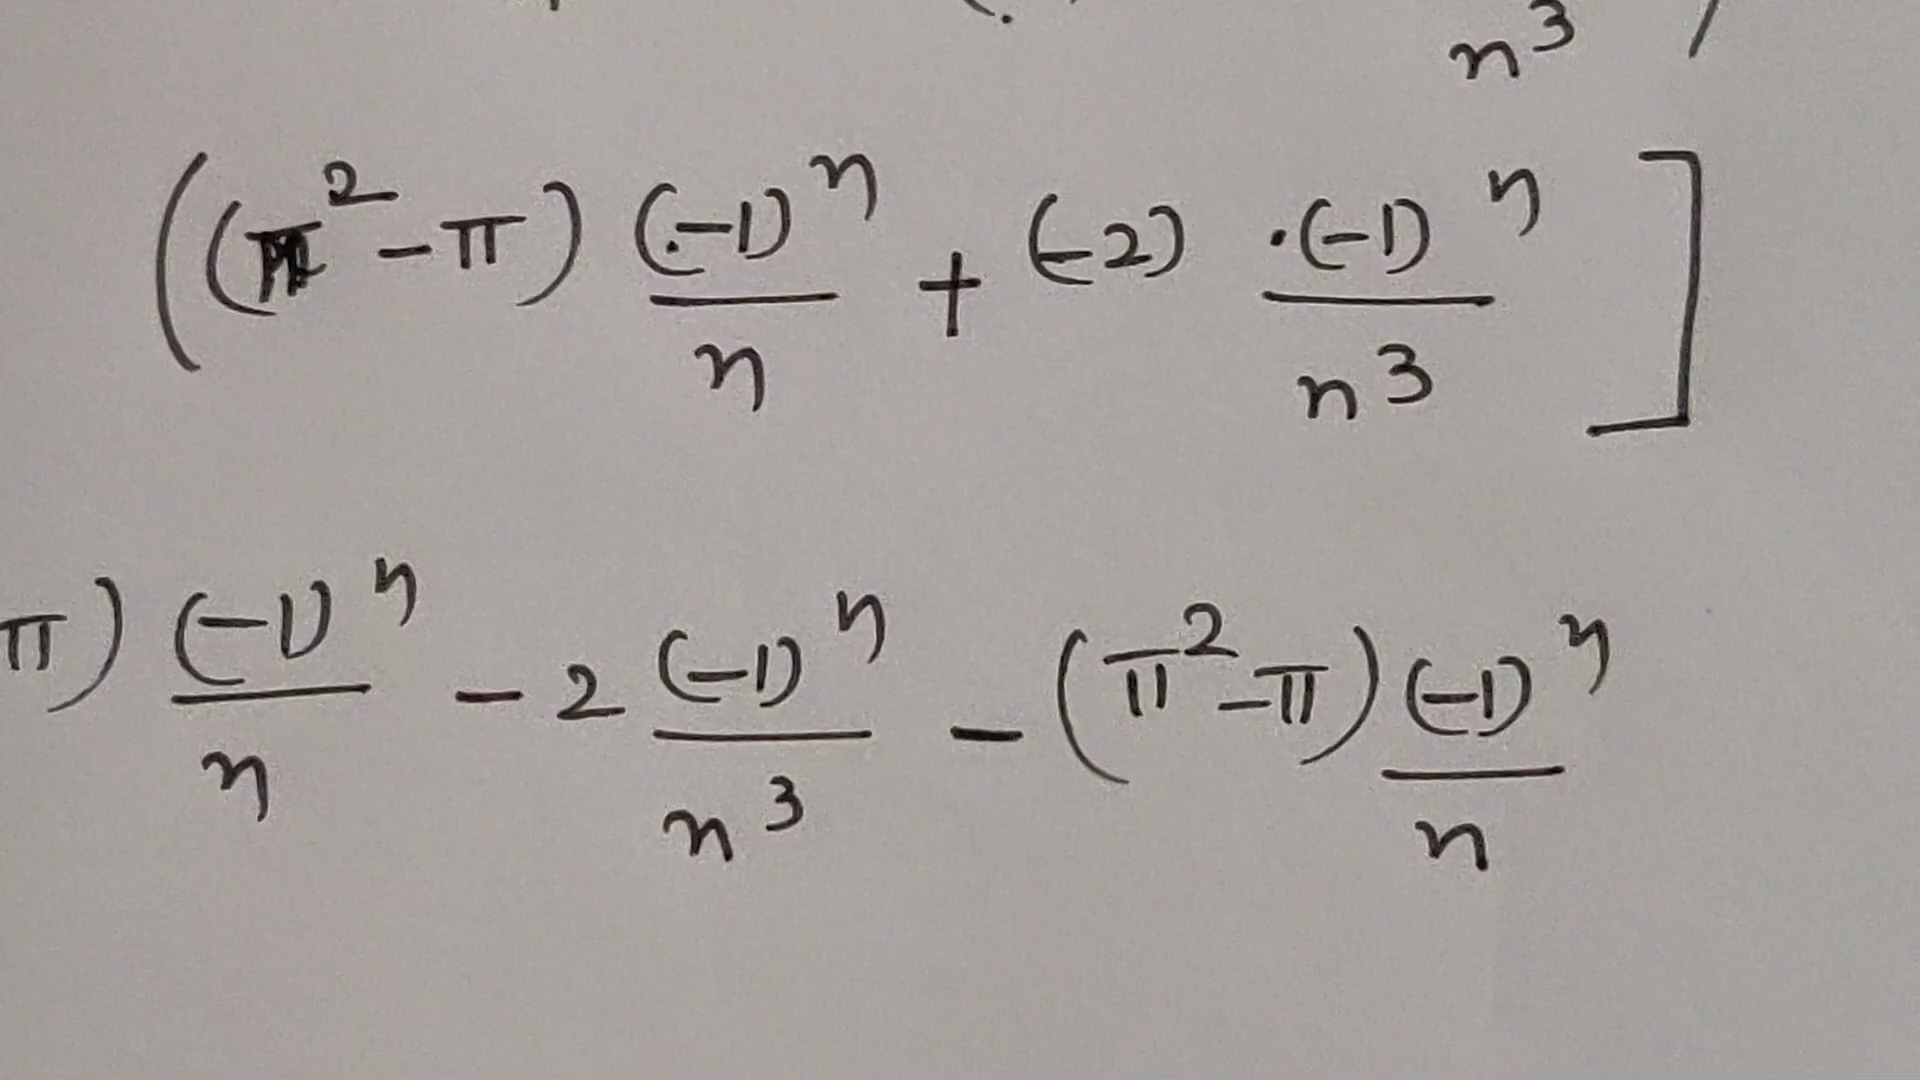 n³
((π² - π) (-1)ⁿ/n + (-2) · (-1)ⁿ/n³ ]
π) (-1)ⁿ/n - 2 (-1)ⁿ/n³ - (π² - π) (-1)ⁿ/n